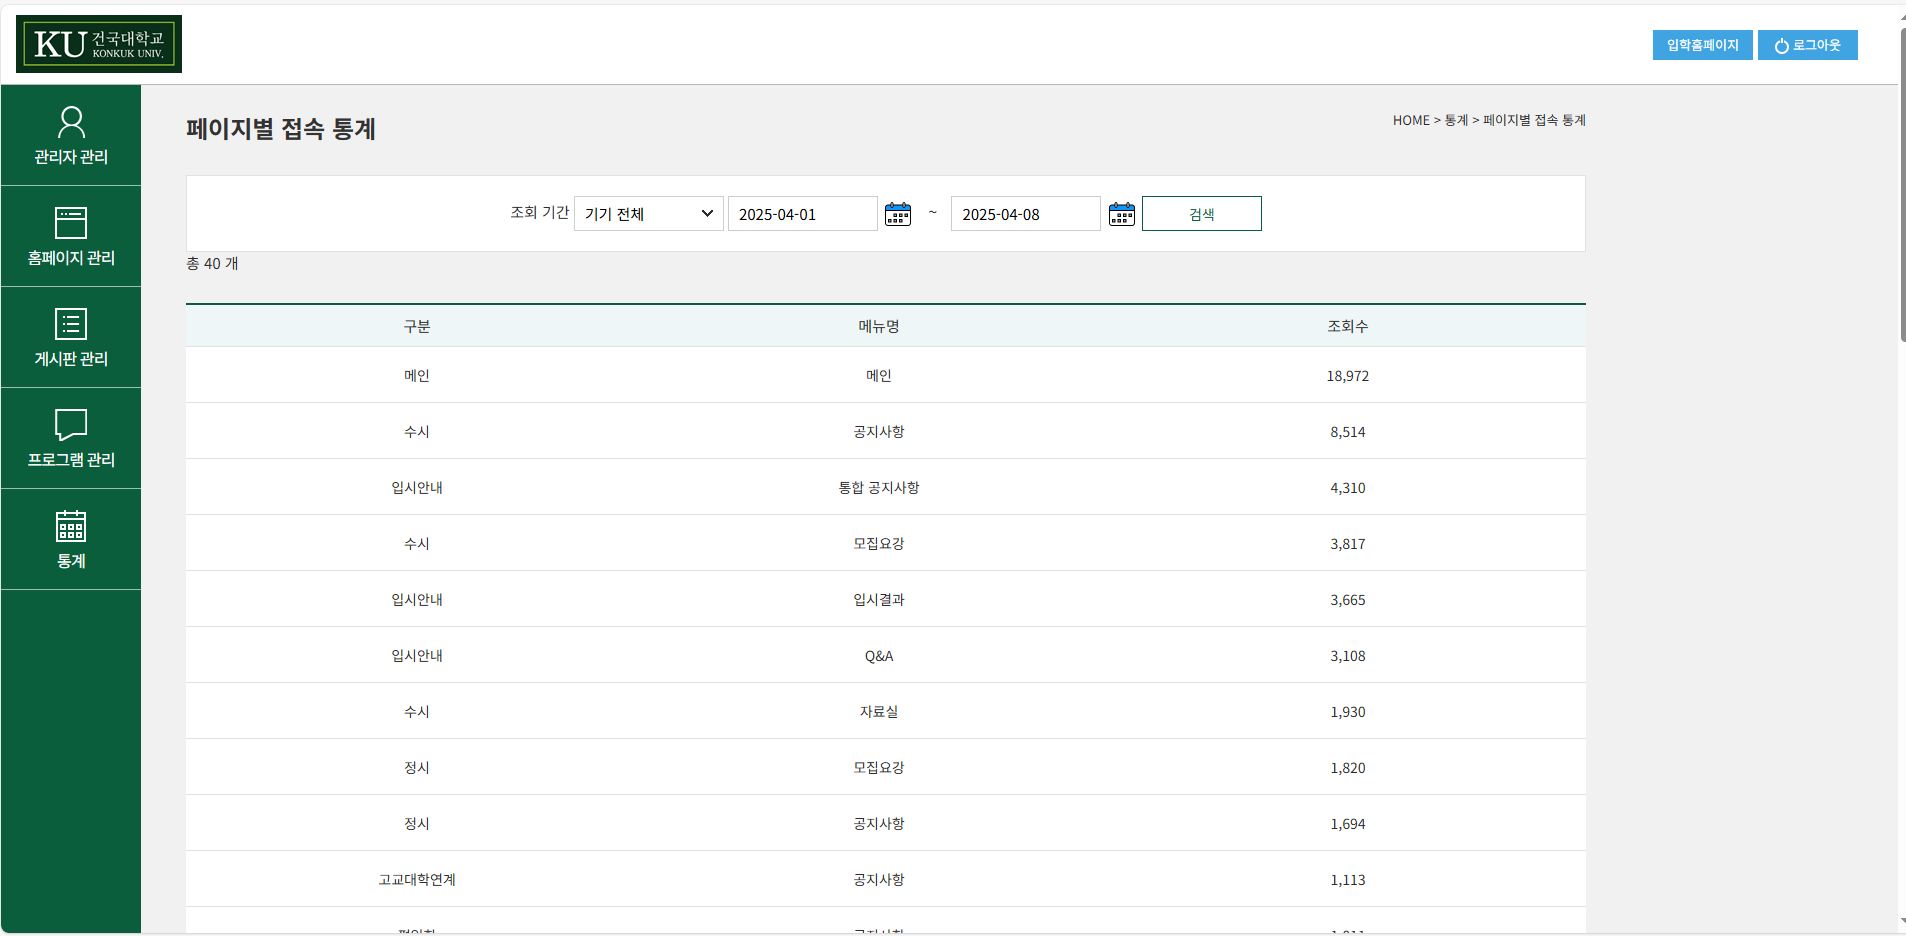 KU 건국대학교
KONKUK UNIV.
입학홈페이지 로그아웃
관리자 관리
홈페이지 관리
게시판 관리
프로그램 관리
통계
페이지별 접속 통계
HOME > 통계 > 페이지별 접속 통계
조회 기간 기기 전체 2025-04-01 ~ 2025-04-08 검색
총 40 개
구분 메뉴명 조회수
메인 메인 18,972
수시 공지사항 8,514
입시안내 통합 공지사항 4,310
수시 모집요강 3,817
입시안내 입시결과 3,665
입시안내 Q&A 3,108
수시 자료실 1,930
정시 모집요강 1,820
정시 공지사항 1,694
고교대학연계 공지사항 1,113